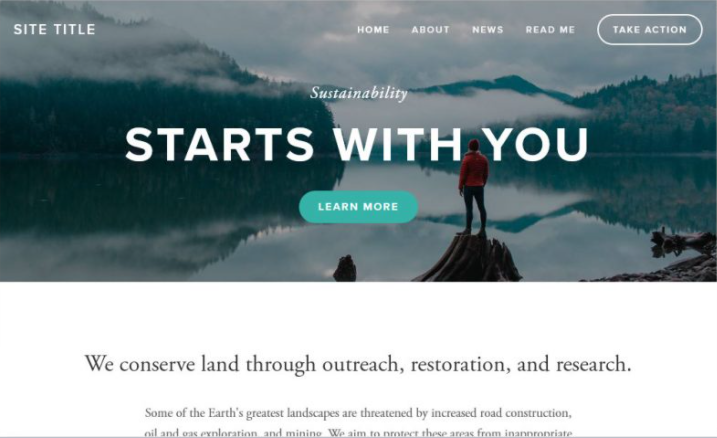 SITE TITLE
HOME ABOUT NEWS READ ME TAKE ACTION
Sustainability
STARTS WITH YOU
LEARN MORE
We conserve land through outreach, restoration, and research.
Some of the Earth's greatest landscapes are threatened by increased road construction,
oil and gas exploration, and mining. We aim to protect these areas from inappropriate